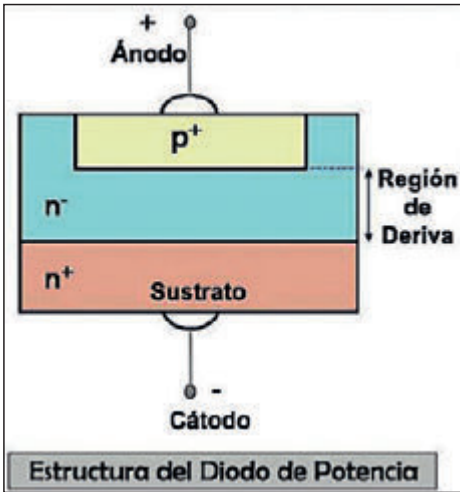 +
Ánodo
p+
Región
de
Deriva
n-
n+
Sustrato
-
Cátodo
Estructura del Diodo de Potencia